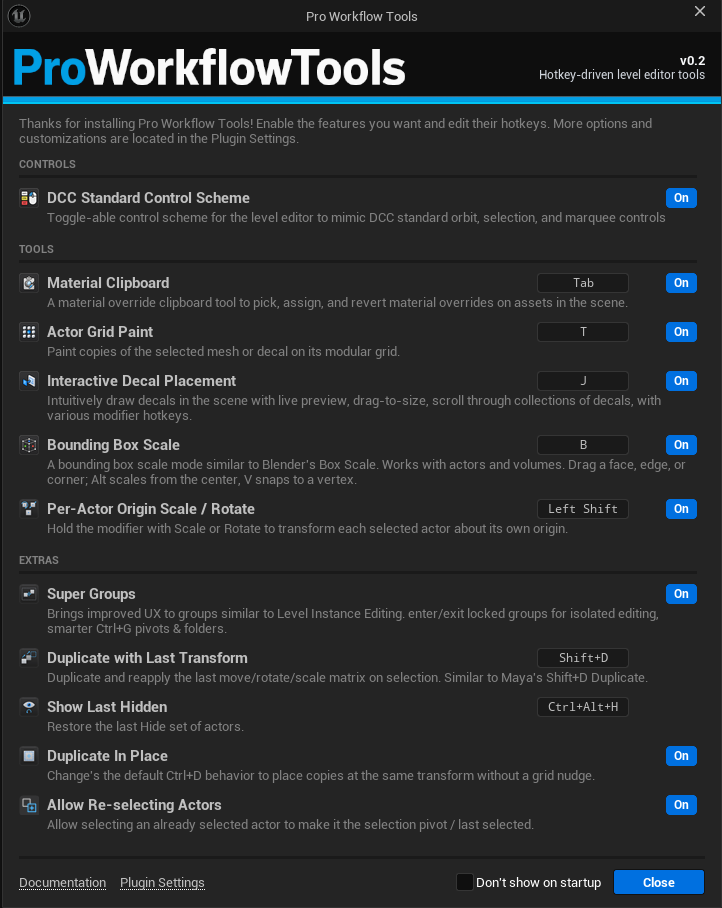 Pro Workflow Tools
ProWorkflowTools
v0.2
Hotkey-driven level editor tools
Thanks for installing Pro Workflow Tools! Enable the features you want and edit their hotkeys. More options and
customizations are located in the Plugin Settings.
CONTROLS
DCC Standard Control Scheme On
Toggle-able control scheme for the level editor to mimic DCC standard orbit, selection, and marquee controls
TOOLS
Material Clipboard Tab On
A material override clipboard tool to pick, assign, and revert material overrides on assets in the scene.
Actor Grid Paint T On
Paint copies of the selected mesh or decal on its modular grid.
Interactive Decal Placement J On
Intuitively draw decals in the scene with live preview, drag-to-size, scroll through collections of decals, with
various modifier hotkeys.
Bounding Box Scale B On
A bounding box scale mode similar to Blender's Box Scale. Works with actors and volumes. Drag a face, edge, or
corner; Alt scales from the center, V snaps to a vertex.
Per-Actor Origin Scale / Rotate Left Shift On
Hold the modifier with Scale or Rotate to transform each selected actor about its own origin.
EXTRAS
Super Groups On
Brings improved UX to groups similar to Level Instance Editing. enter/exit locked groups for isolated editing,
smarter Ctrl+G pivots & folders.
Duplicate with Last Transform Shift+D
Duplicate and reapply the last move/rotate/scale matrix on selection. Similar to Maya's Shift+D Duplicate.
Show Last Hidden Ctrl+Alt+H
Restore the last Hide set of actors.
Duplicate In Place On
Change's the default Ctrl+D behavior to place copies at the same transform without a grid nudge.
Allow Re-selecting Actors On
Allow selecting an already selected actor to make it the selection pivot / last selected.
Documentation Plugin Settings Don't show on startup Close